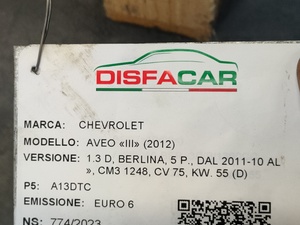 DISFACAR
MARCA: CHEVROLET
MODELLO: AVEO «III» (2012)
VERSIONE: 1.3 D, BERLINA, 5 P., DAL 2011-10 AL
», CM3 1248, CV 75, KW. 55 (D)
P5: A13DTC
EMISSIONE: EURO 6
NS: 774/2023